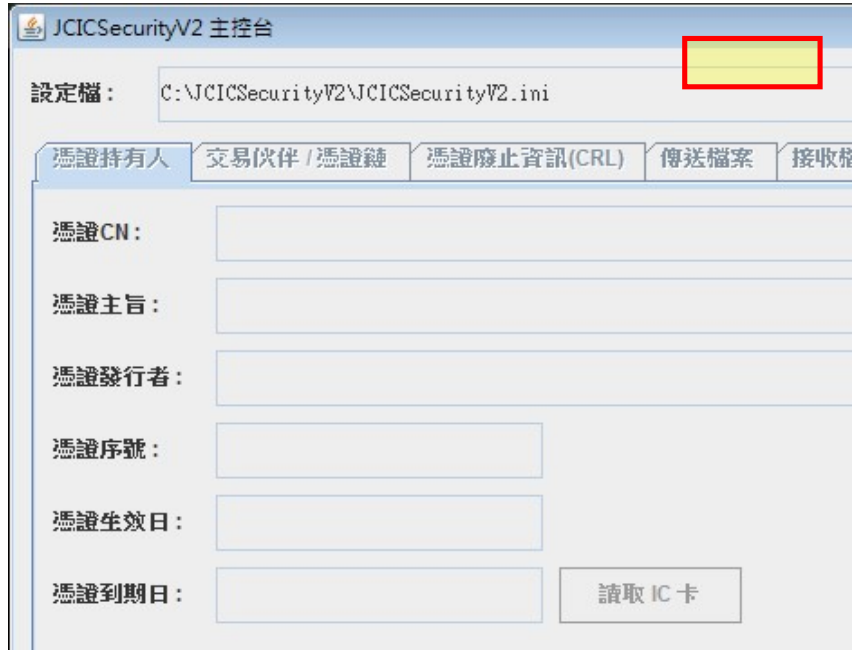 JCICSecurityV2 主控台
設定檔：
C:\JCICSecurityV2\JCICSecurityV2.ini
憑證持有人
交易伙伴 / 憑證鏈
憑證廢止資訊(CRL)
傳送檔案
接收檔
憑證CN：
憑證主旨：
憑證發行者：
憑證序號：
憑證生效日：
憑證到期日：
讀取 IC 卡